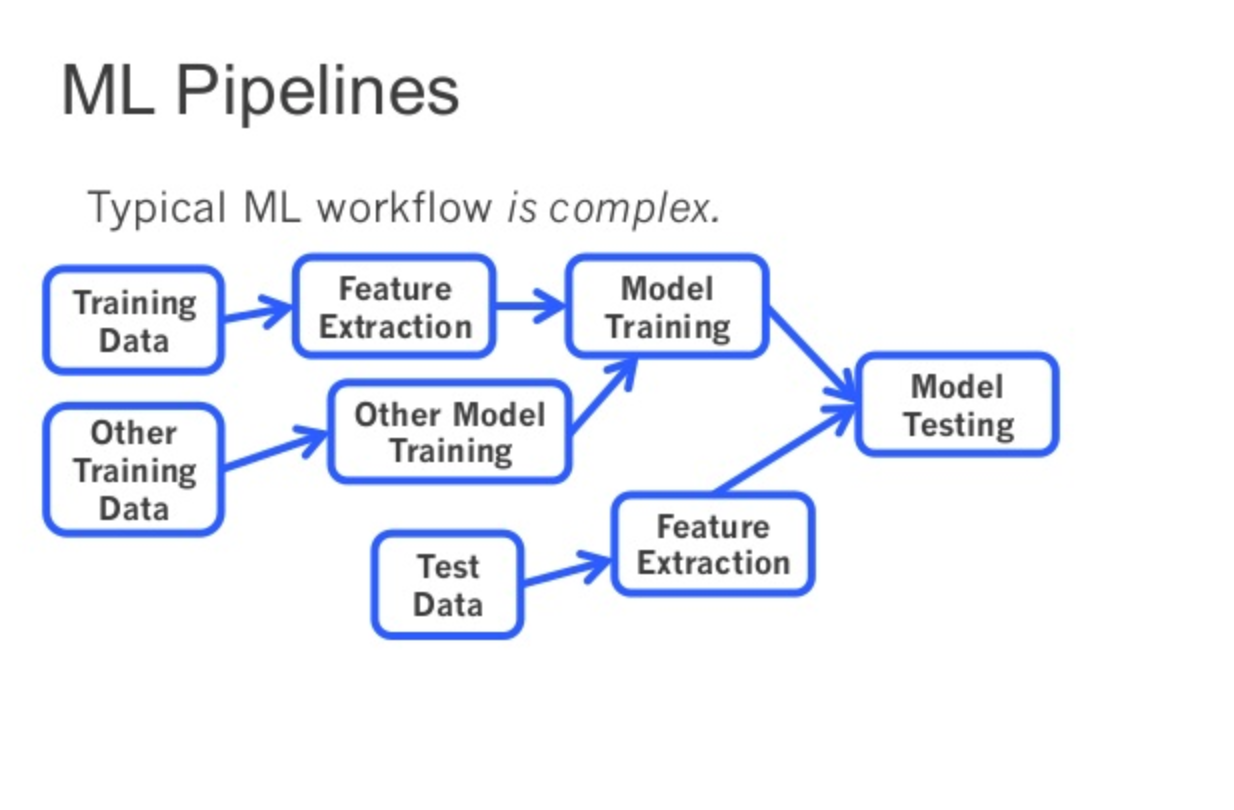 ML Pipelines
Typical ML workflow is complex.
Training
Data
Feature
Extraction
Model
Training
Other
Training
Data
Other Model
Training
Model
Testing
Test
Data
Feature
Extraction